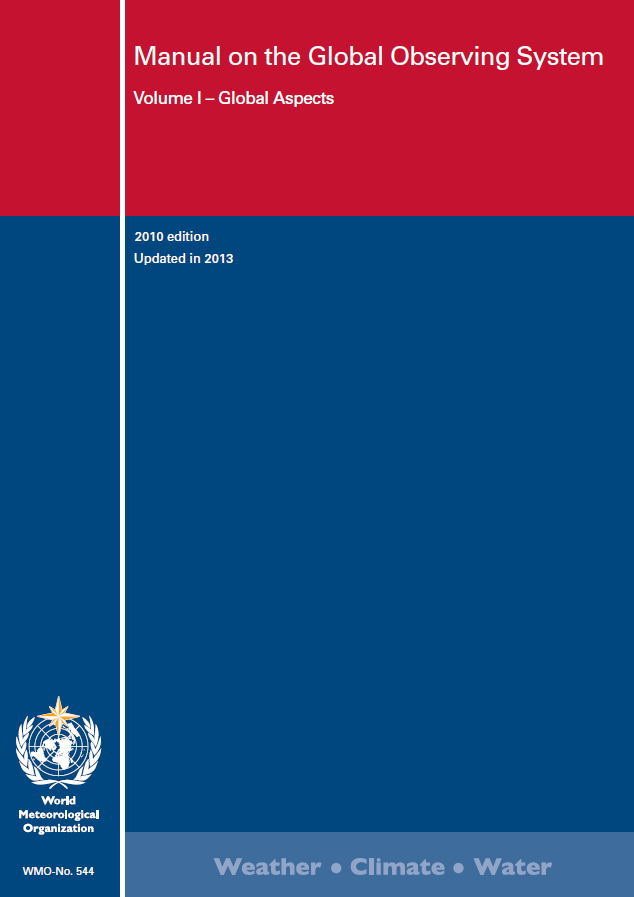 Manual on the Global Observing System
Volume I – Global Aspects
2010 edition
Updated in 2013
World
Meteorological
Organization
WMO-No. 544
Weather • Climate • Water